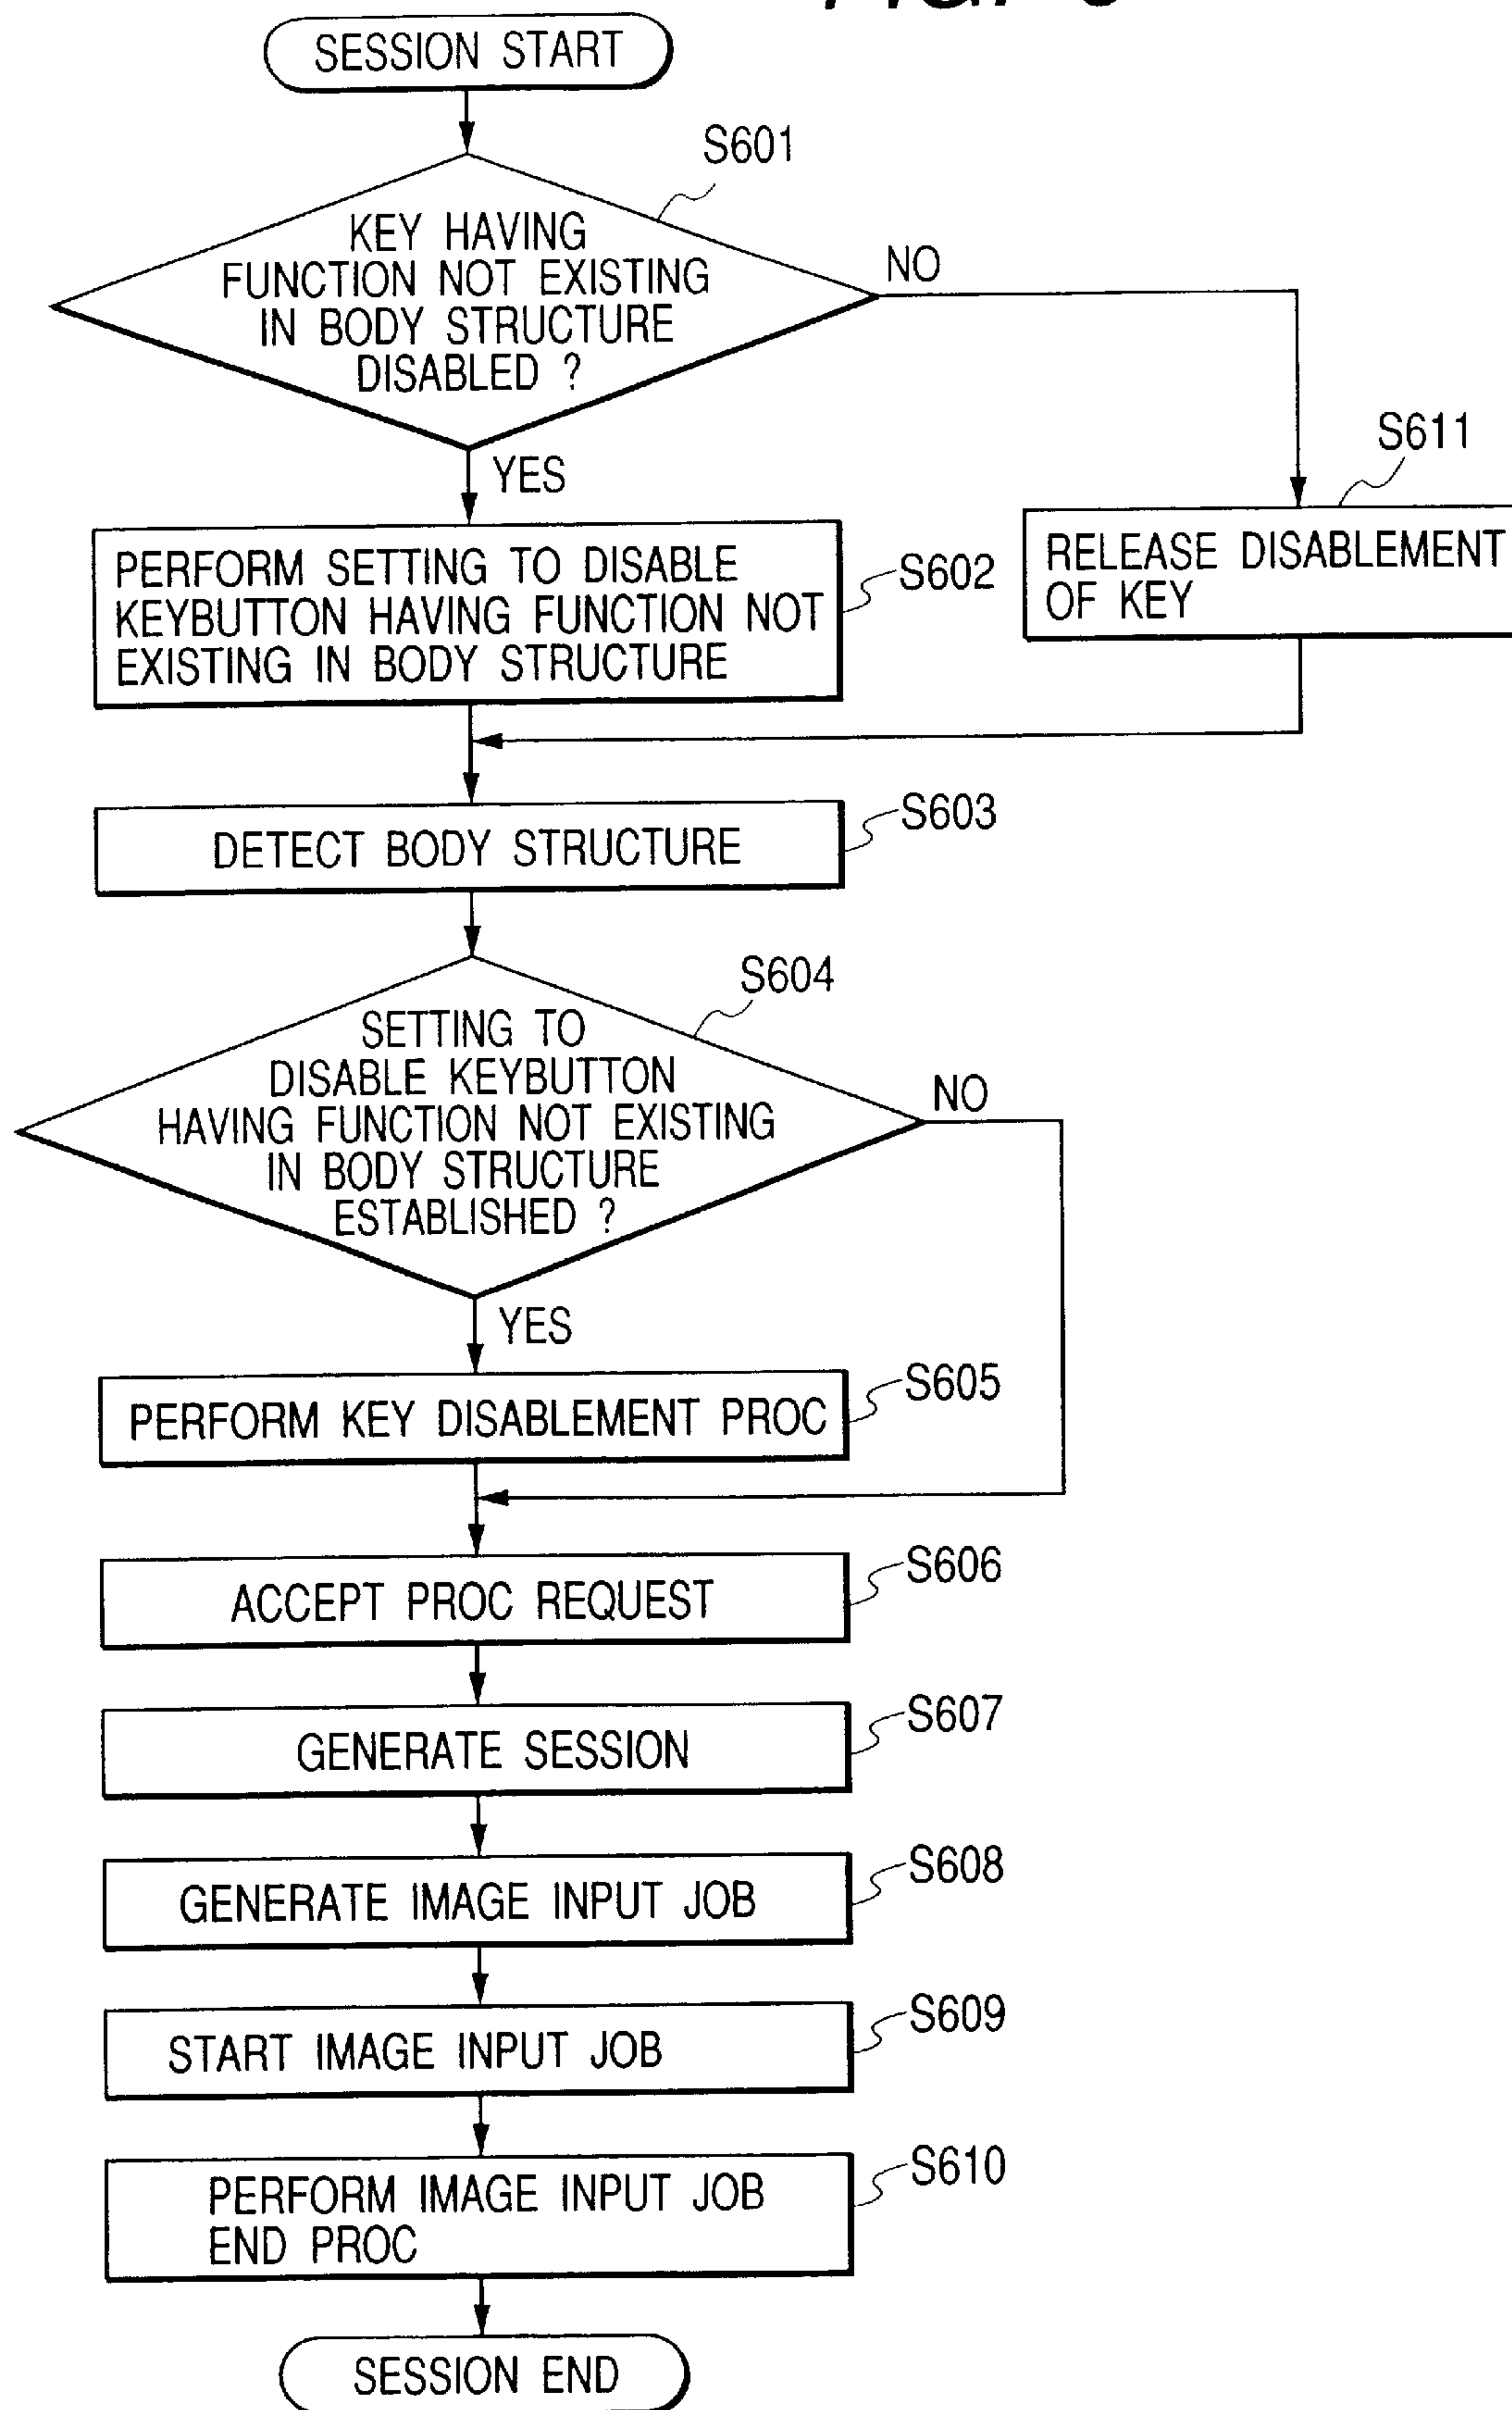 SESSION START
S601
KEY HAVING
FUNCTION NOT EXISTING
IN BODY STRUCTURE
DISABLED ?
NO
YES
S611
PERFORM SETTING TO DISABLE
KEYBUTTON HAVING FUNCTION NOT
EXISTING IN BODY STRUCTURE
S602
RELEASE DISABLEMENT
OF KEY
DETECT BODY STRUCTURE
S603
S604
SETTING TO
DISABLE KEYBUTTON
HAVING FUNCTION NOT EXISTING
IN BODY STRUCTURE
ESTABLISHED ?
NO
YES
PERFORM KEY DISABLEMENT PROC
S605
ACCEPT PROC REQUEST
S606
GENERATE SESSION
S607
GENERATE IMAGE INPUT JOB
S608
START IMAGE INPUT JOB
S609
PERFORM IMAGE INPUT JOB
END PROC
S610
SESSION END